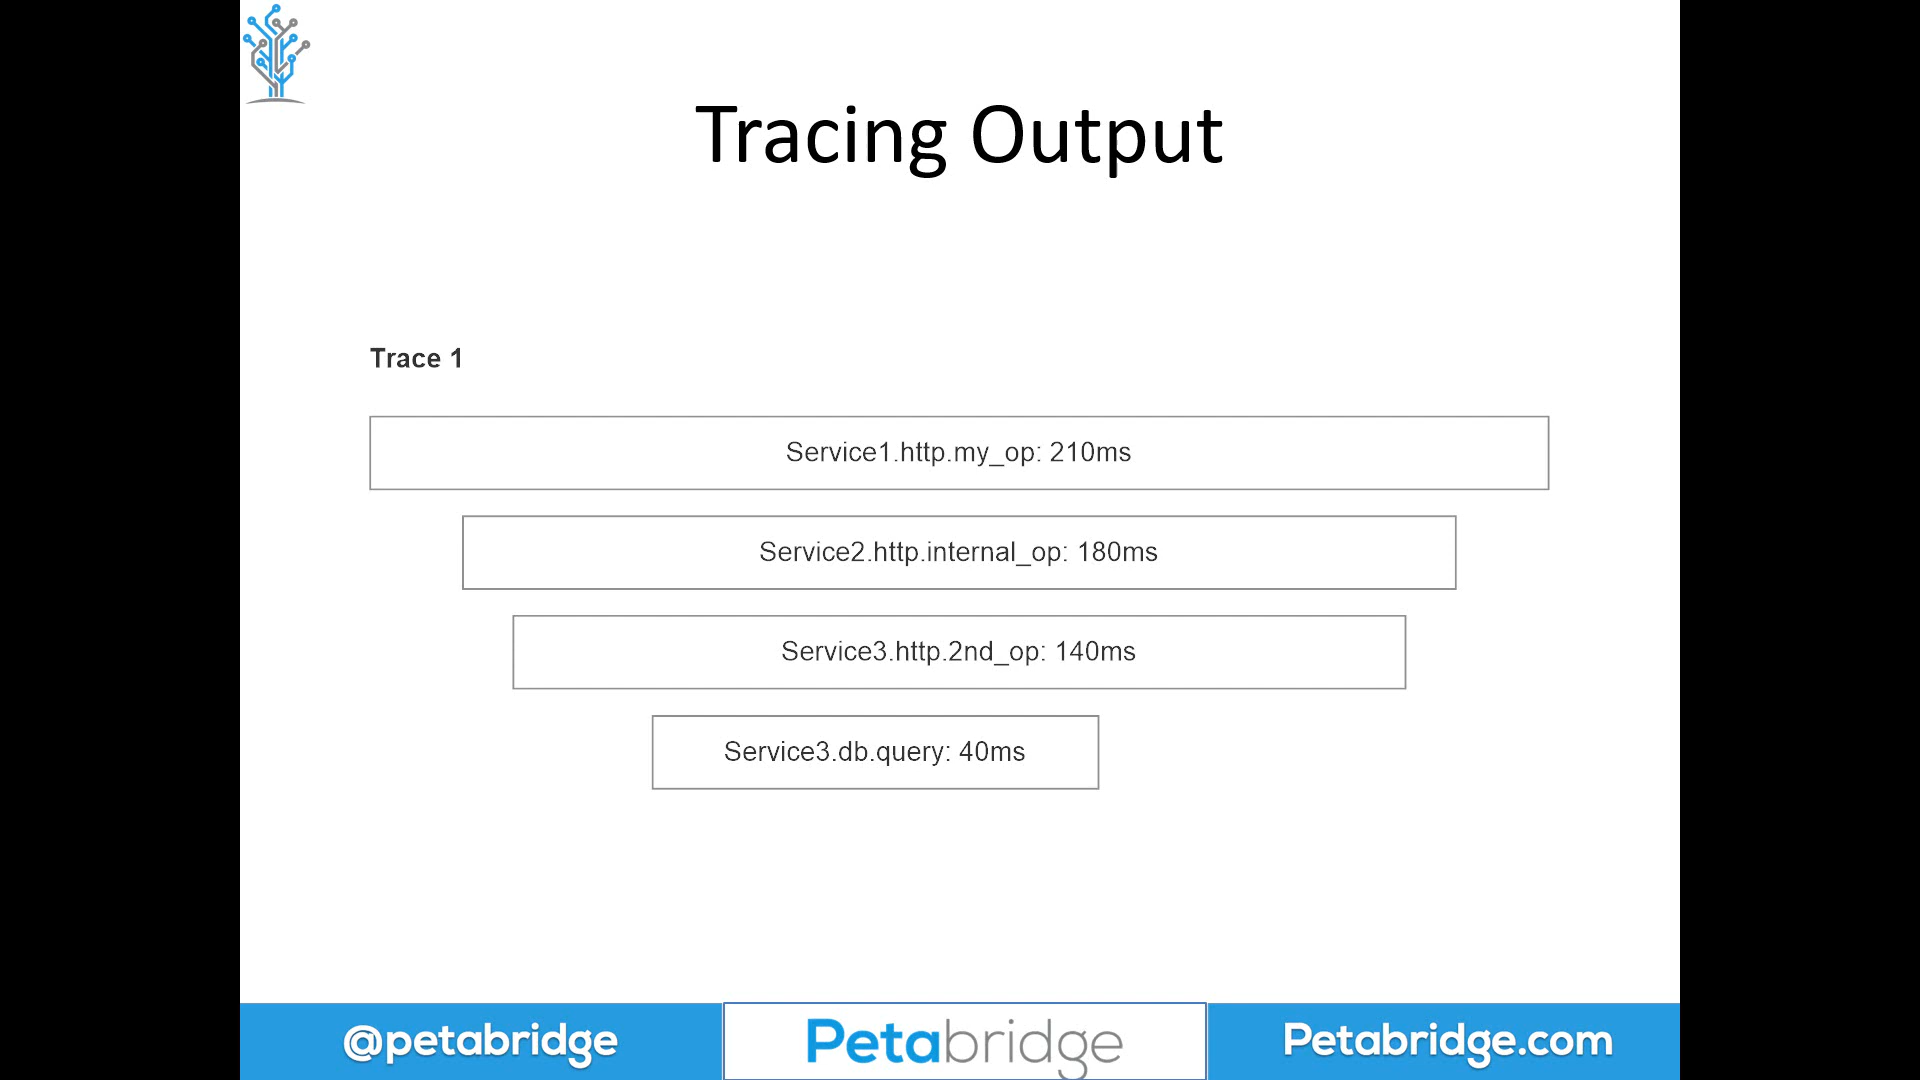 Tracing Output
Trace 1
Service1.http.my_op: 210ms
Service2.http.internal_op: 180ms
Service3.http.2nd_op: 140ms
Service3.db.query: 40ms
@petabridge
Petabridge
Petabridge.com